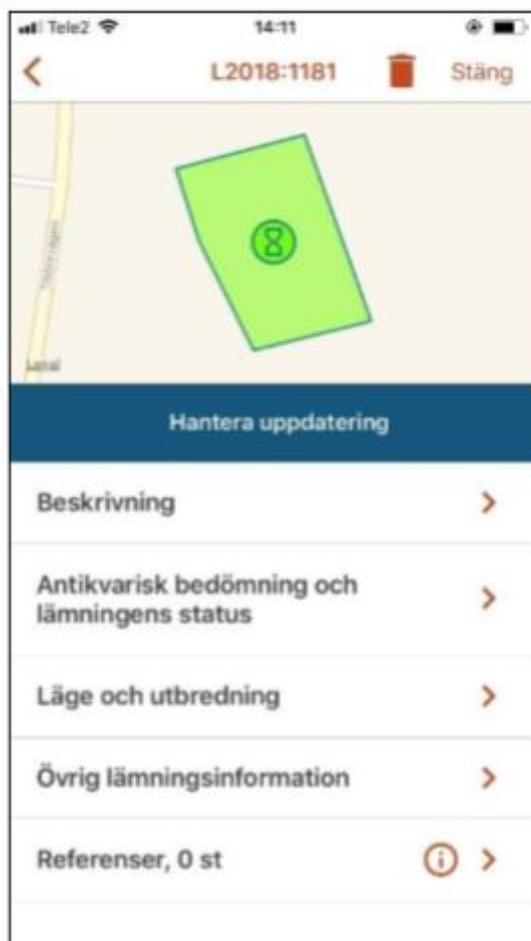 Tele2
14:11
L2018:1181
Stäng
Lokal
Hantera uppdatering
Beskrivning
Antikvarisk bedömning och
lämningens status
Läge och utbredning
Övrig lämningsinformation
Referenser, 0 st